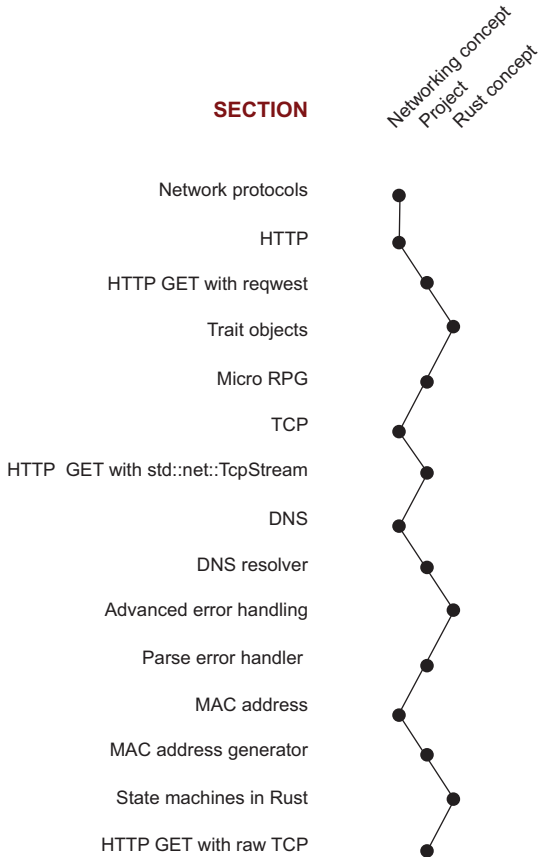 Networking concept
Project
Rust concept
SECTION
Network protocols
HTTP
HTTP GET with reqwest
Trait objects
Micro RPG
TCP
HTTP GET with std::net::TcpStream
DNS
DNS resolver
Advanced error handling
Parse error handler
MAC address
MAC address generator
State machines in Rust
HTTP GET with raw TCP